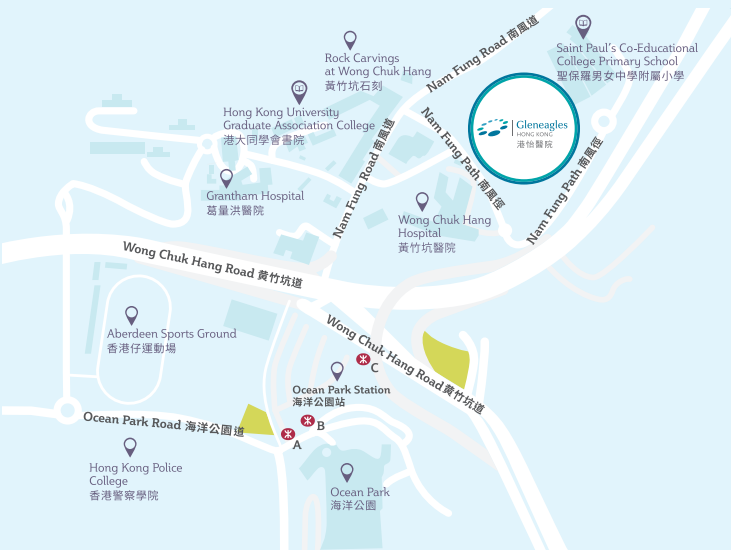 Nam Fung Road 南風道
Saint Paul's Co-Educational
College Primary School
聖保羅男女中學附屬小學
Rock Carvings
at Wong Chuk Hang
黃竹坑石刻
Hong Kong University
Graduate Association College
港大同學會書院
Gleneagles
HONG KONG
港怡醫院
Nam Fung Path 南風徑
Nam Fung Road 南風道
Nam Fung Path 南風徑
Grantham Hospital
葛量洪醫院
Wong Chuk Hang
Hospital
黃竹坑醫院
Wong Chuk Hang Road 黃竹坑道
Aberdeen Sports Ground
香港仔運動場
Wong Chuk Hang Road 黃竹坑道
C
Ocean Park Station
海洋公園站
Ocean Park Road 海洋公園道
B
A
Hong Kong Police
College
香港警察學院
Ocean Park
海洋公園